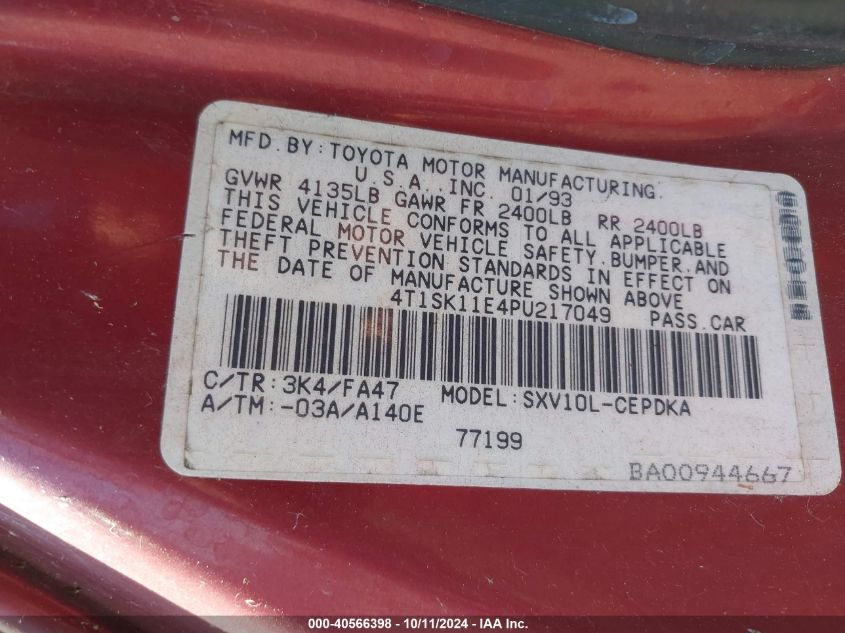 MFD.BY:TOYOTA MOTOR MANUFACTURING.
U.S.A.,INC. 01/93
GVWR 4135LB GAWR FR 2400LB RR 2400LB
THIS VEHICLE CONFORMS TO ALL APPLICABLE
FEDERAL MOTOR VEHICLE SAFETY,BUMPER,AND
THEFT PREVENTION STANDARDS IN EFFECT ON
THE DATE OF MANUFACTURE SHOWN ABOVE
4T1SK11E4PU217049 PASS.CAR
C/TR:3K4/FA47 MODEL:SXV10L-CEPDKA
A/TM:-03A/A140E
77199
BA00944667
000-40566398 - 10/11/2024 - IAA Inc.